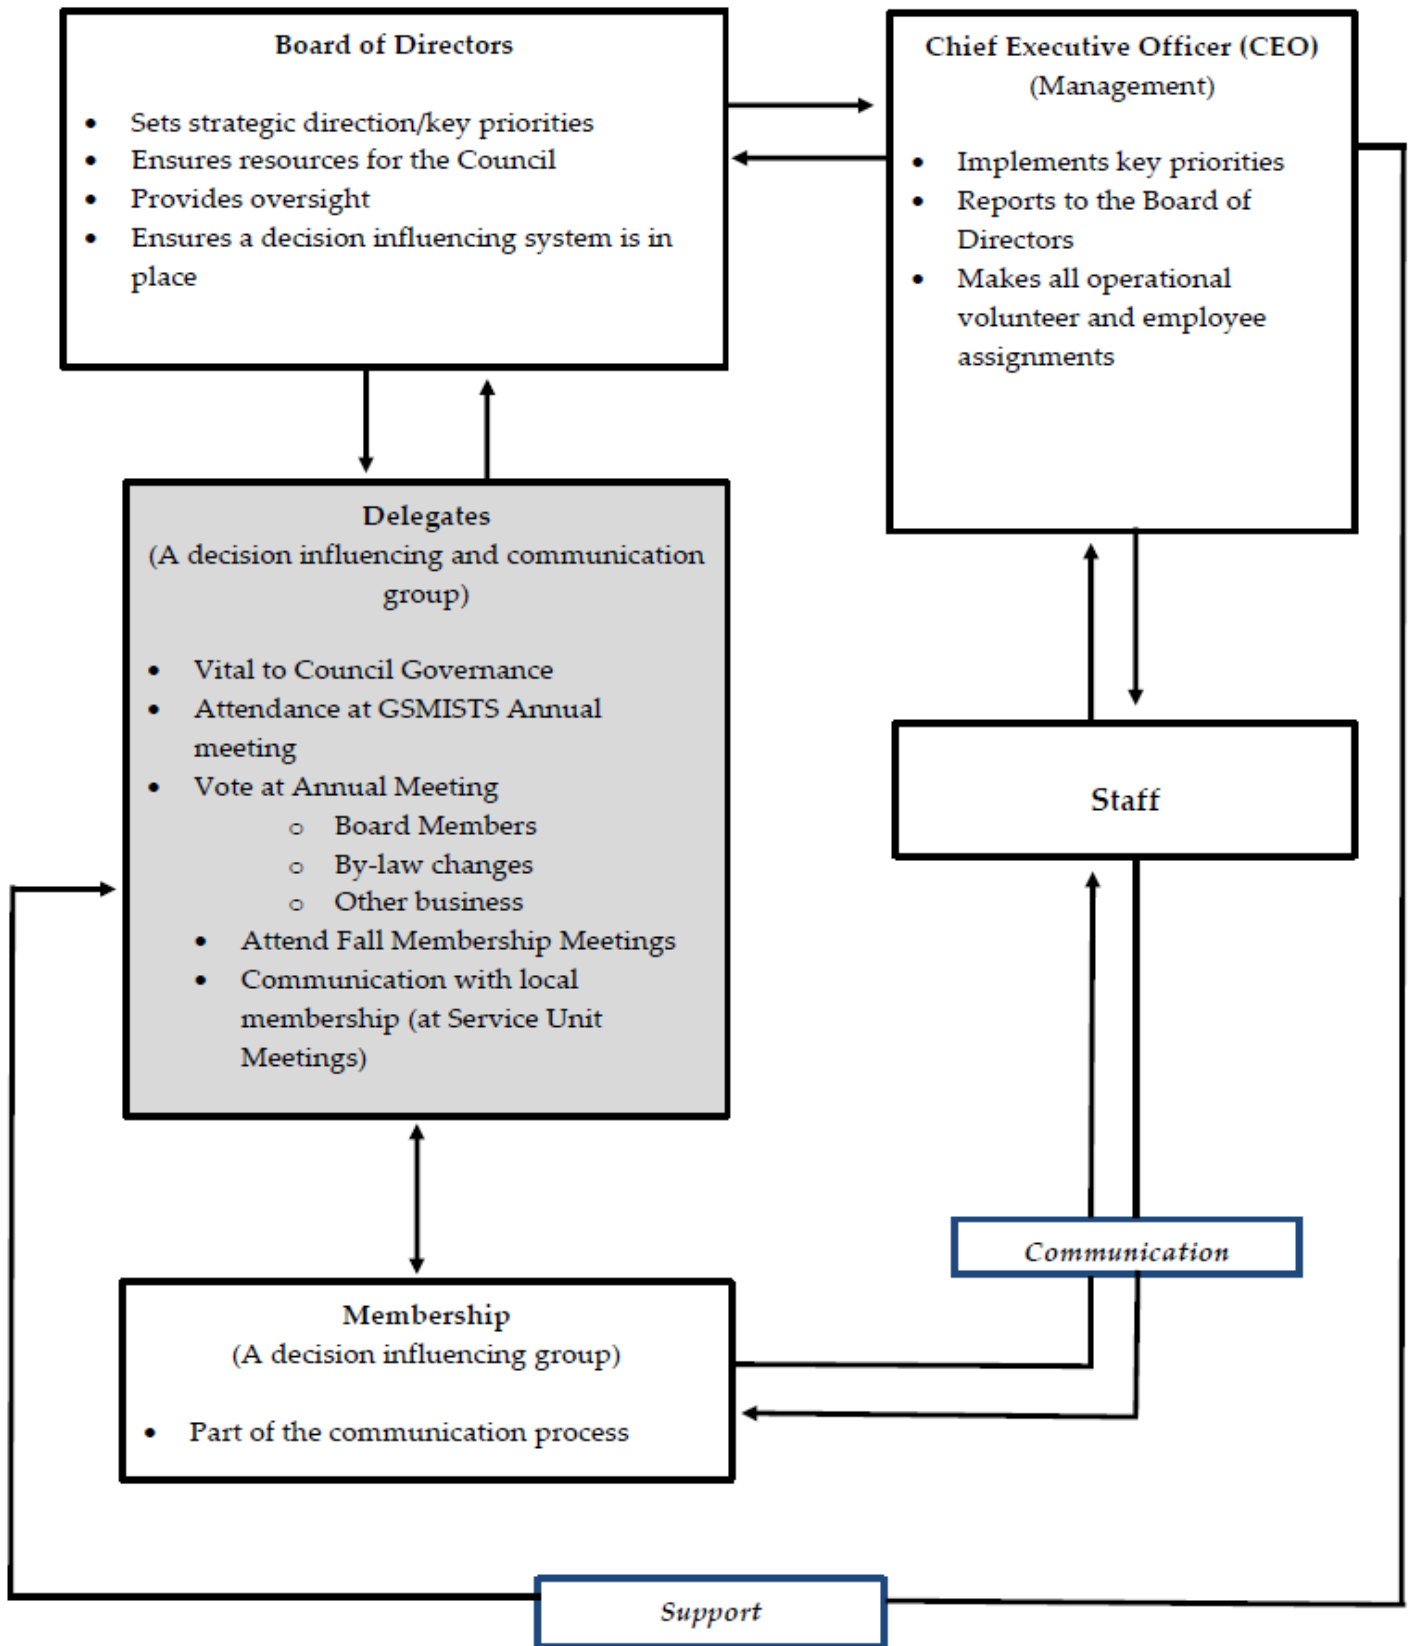 Board of Directors
• Sets strategic direction/key priorities
• Ensures resources for the Council
• Provides oversight
• Ensures a decision influencing system is in
place
Chief Executive Officer (CEO)
(Management)
• Implements key priorities
• Reports to the Board of
Directors
• Makes all operational
volunteer and employee
assignments
Delegates
(A decision influencing and communication
group)
• Vital to Council Governance
• Attendance at GSMISTS Annual
meeting
• Vote at Annual Meeting
o Board Members
o By-law changes
o Other business
• Attend Fall Membership Meetings
• Communication with local
membership (at Service Unit
Meetings)
Staff
Communication
Membership
(A decision influencing group)
• Part of the communication process
Support